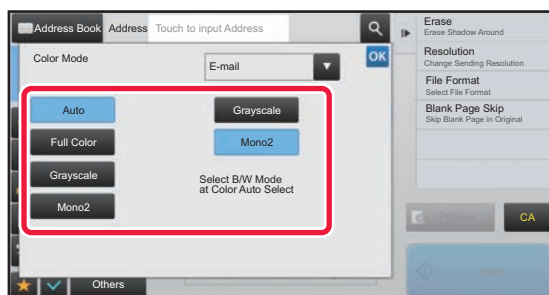 Address Book
Address
Touch to input Address
Color Mode
E-mail
OK
Auto
Grayscale
Full Color
Mono2
Grayscale
Select B/W Mode
at Color Auto Select
Mono2
Others
Erase
Erase Shadow Around
Resolution
Change Sending Resolution
File Format
Select File Format
Blank Page Skip
Skip Blank Page in Original
Preview
CA
Start